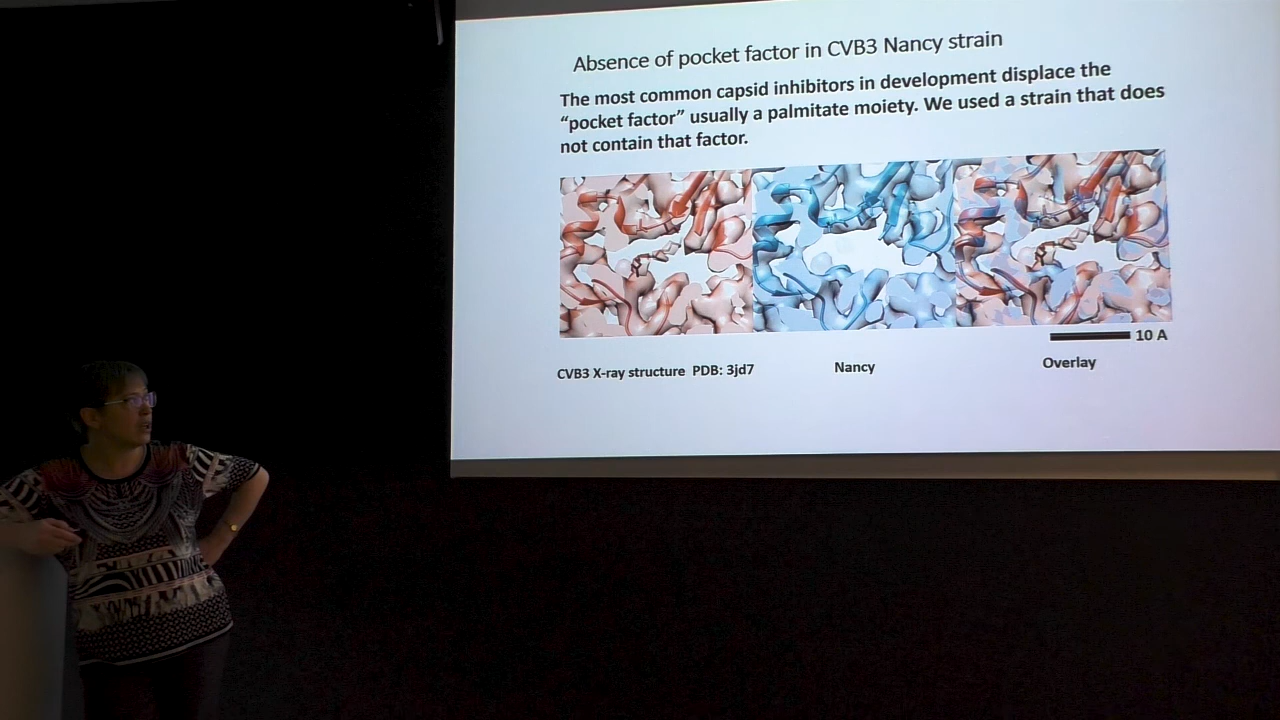 Absence of pocket factor in CVB3 Nancy strain
The most common capsid inhibitors in development displace the
“pocket factor” usually a palmitate moiety. We used a strain that does
not contain that factor.
10 A
CVB3 X-ray structure PDB: 3jd7
Nancy
Overlay